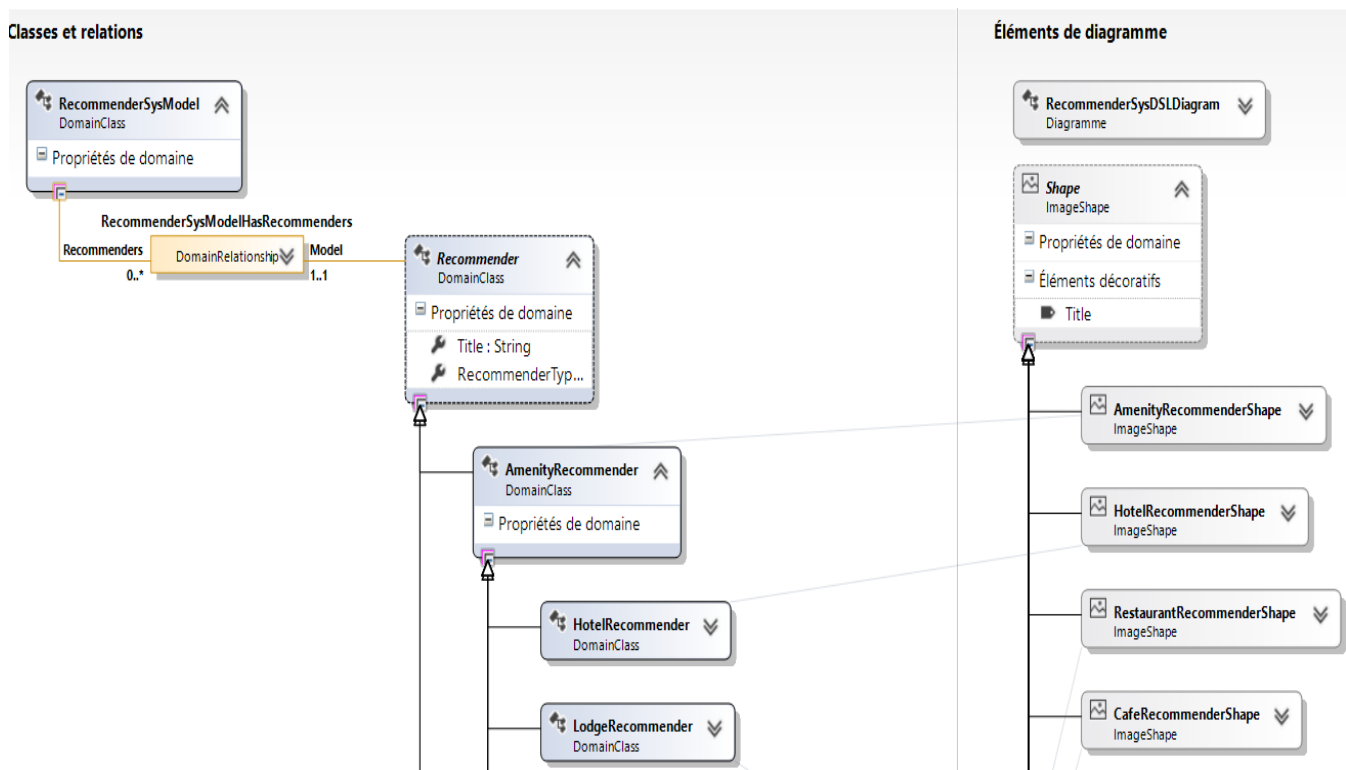 Classes et relations
RecommenderSysModel
DomainClass
Propriétés de domaine
RecommenderSysModelHasRecommenders
Recommenders
DomainRelationship
Model
0..*
1..1
Recommender
DomainClass
Propriétés de domaine
Title : String
RecommenderTyp...
AmenityRecommender
DomainClass
Propriétés de domaine
HotelRecommender
DomainClass
LodgeRecommender
DomainClass
Éléments de diagramme
RecommenderSysDSLDiagram
Diagramme
Shape
ImageShape
Propriétés de domaine
Éléments décoratifs
Title
AmenityRecommenderShape
ImageShape
HotelRecommenderShape
ImageShape
RestaurantRecommenderShape
ImageShape
CafeRecommenderShape
ImageShape